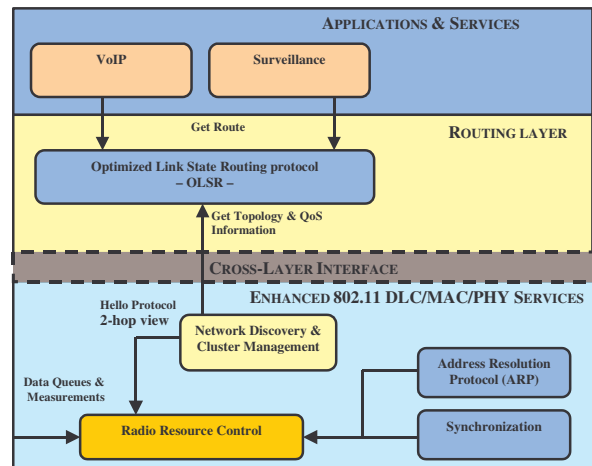 APPLICATIONS & SERVICES
VoIP
Surveillance
Get Route
ROUTING LAYER
Optimized Link State Routing protocol
– OLSR –
Get Topology & QoS
Information
CROSS-LAYER INTERFACE
ENHANCED 802.11 DLC/MAC/PHY SERVICES
Hello Protocol
2-hop view
Network Discovery &
Cluster Management
Data Queues &
Measurements
Address Resolution
Protocol (ARP)
Radio Resource Control
Synchronization